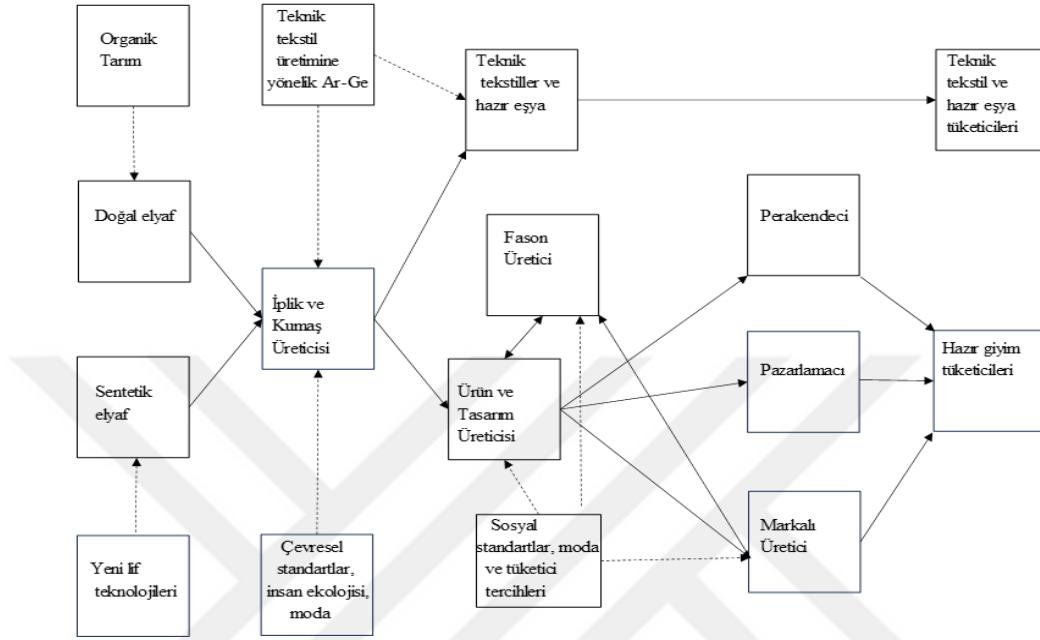 Organik
Tarım
Teknik
tekstil
üretimine
yönelik Ar-Ge
Teknik
tekstiller ve
hazır eşya
Teknik
tekstil ve
hazır eşya
tüketicileri
Doğal elyaf
Fason
Üretici
Perakendeci
İplik ve
Kumaş
Üreticisi
Sentetik
elyaf
Ürün ve
Tasarım
Üreticisi
Pazarlamacı
Hazır giyim
tüketicileri
Yeni lif
teknolojileri
Çevresel
standartlar,
insan ekolojisi,
moda
Sosyal
standartlar, moda
ve tüketici
tercihleri
Markalı
Üretici